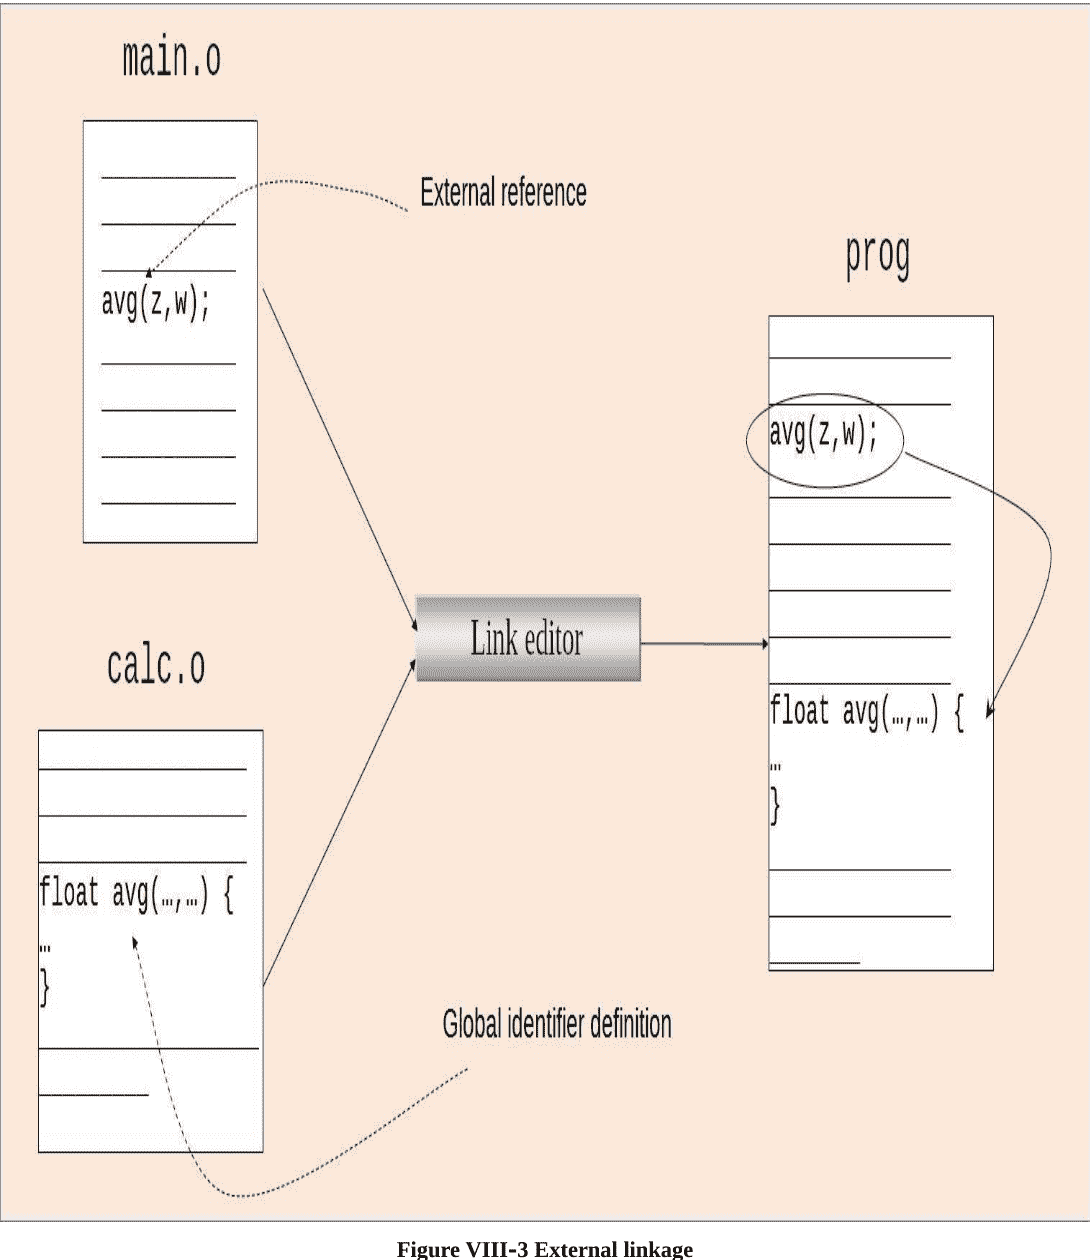 main.o
External reference
avg(z,w);
prog
avg(z,w);
Link editor
calc.o
float avg(…,…) {
…
}
float avg(…,…) {
…
}
Global identifier definition
Figure VIII-3 External linkage